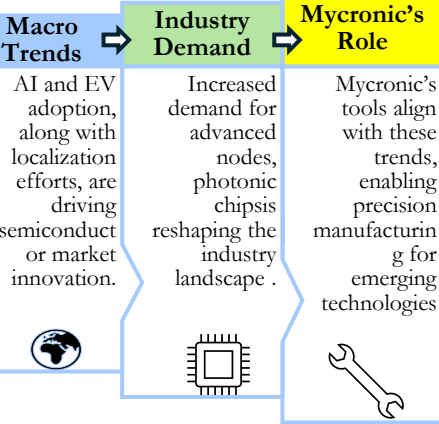 Macro
Trends
AI and EV
adoption,
along with
localization
efforts, are
driving
semiconduct
or market
innovation.
Industry
Demand
Increased
demand for
advanced
nodes,
photonic
chipsis
reshaping the
industry
landscape .
Mycronic's
Role
Mycronic's
tools align
with these
trends,
enabling
precision
manufacturin
g for
emerging
technologies